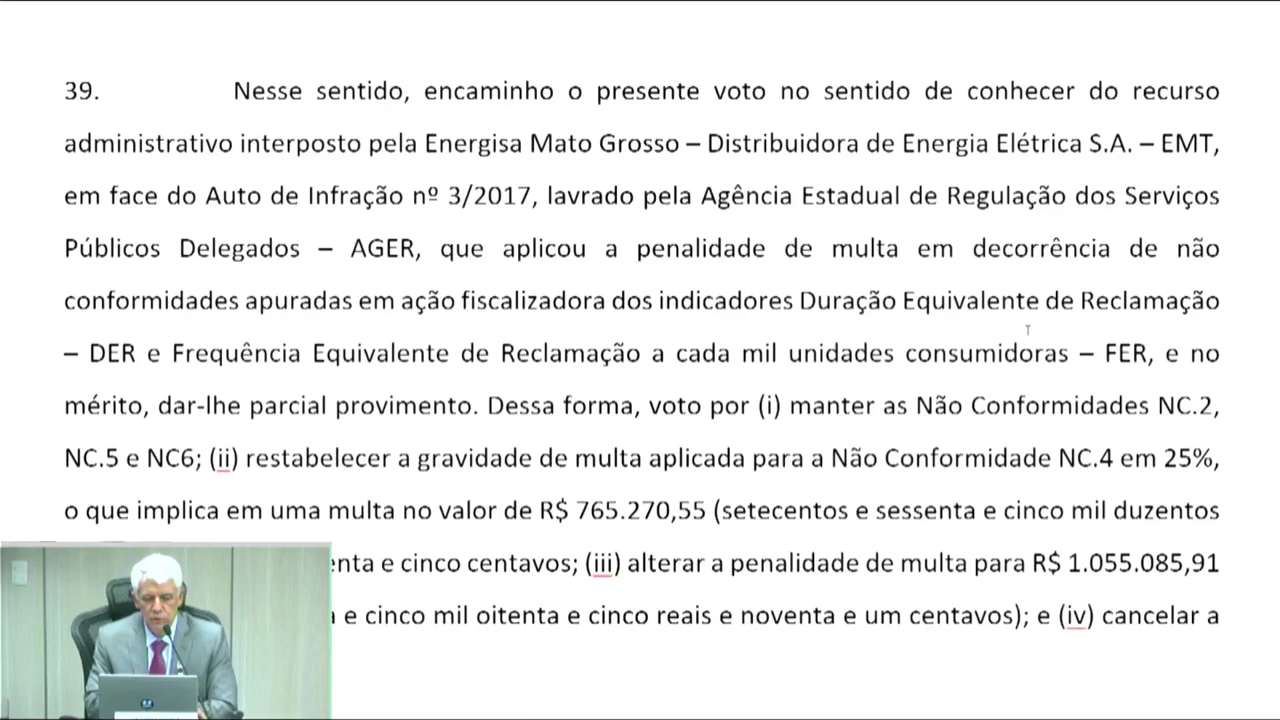 39. Nesse sentido, encaminho o presente voto no sentido de conhecer do recurso
administrativo interposto pela Energisa Mato Grosso – Distribuidora de Energia Elétrica S.A. – EMT,
em face do Auto de Infração nº 3/2017, lavrado pela Agência Estadual de Regulação dos Serviços
Públicos Delegados – AGER, que aplicou a penalidade de multa em decorrência de não
conformidades apuradas em ação fiscalizadora dos indicadores Duração Equivalente de Reclamação
– DER e Frequência Equivalente de Reclamação a cada mil unidades consumidoras – FER, e no
mérito, dar-lhe parcial provimento. Dessa forma, voto por (i) manter as Não Conformidades NC.2,
NC.5 e NC6; (ii) restabelecer a gravidade de multa aplicada para a Não Conformidade NC.4 em 25%,
o que implica em uma multa no valor de R$ 765.270,55 (setecentos e sessenta e cinco mil duzentos
e cinco centavos; (iii) alterar a penalidade de multa para R$ 1.055.085,91
e cinco mil oitenta e cinco reais e noventa e um centavos); e (iv) cancelar a